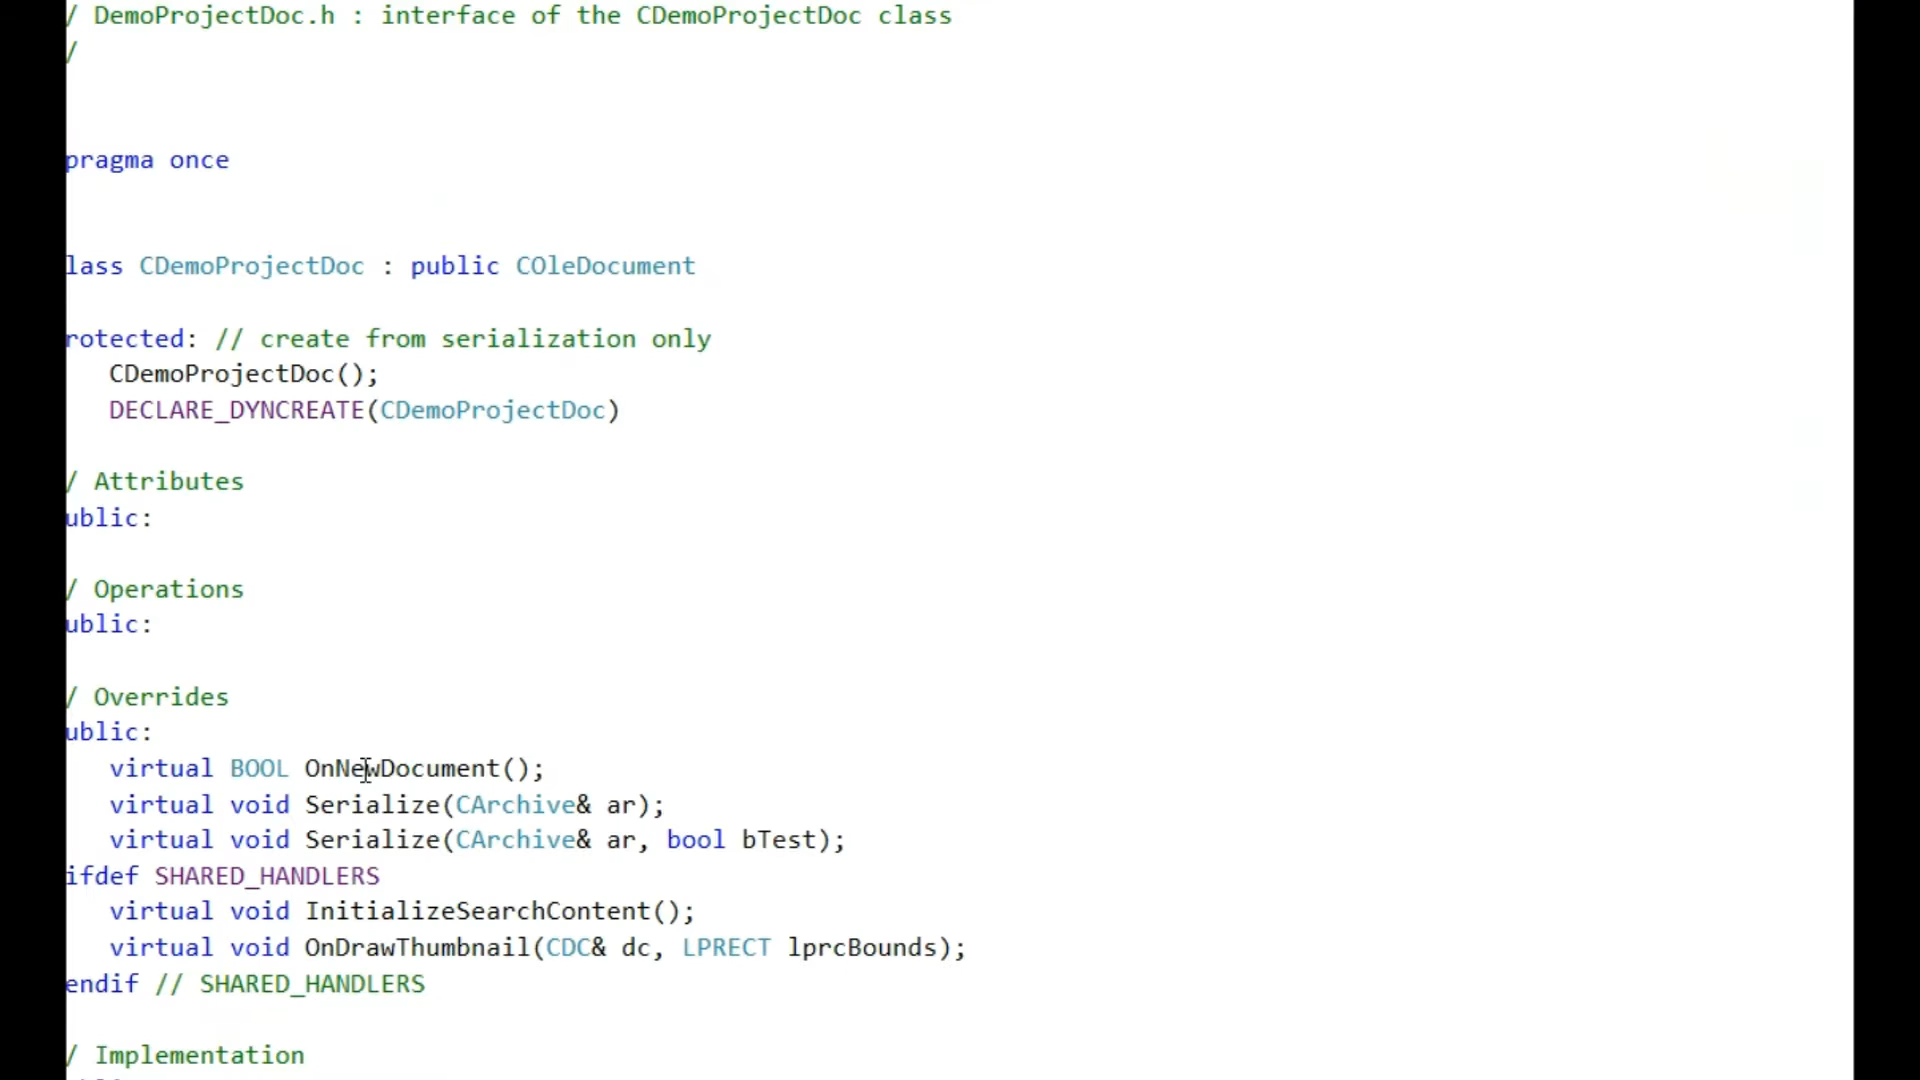 / DemoProjectDoc.h : interface of the CDemoProjectDoc class
/
pragma once
lass CDemoProjectDoc : public COleDocument
rotected: // create from serialization only
CDemoProjectDoc();
DECLARE_DYNCREATE(CDemoProjectDoc)
/ Attributes
ublic:
/ Operations
ublic:
/ Overrides
ublic:
virtual BOOL OnNewDocument();
virtual void Serialize(CArchive& ar);
virtual void Serialize(CArchive& ar, bool bTest);
ifdef SHARED_HANDLERS
virtual void InitializeSearchContent();
virtual void OnDrawThumbnail(CDC& dc, LPRECT lprcBounds);
endif // SHARED_HANDLERS
/ Implementation